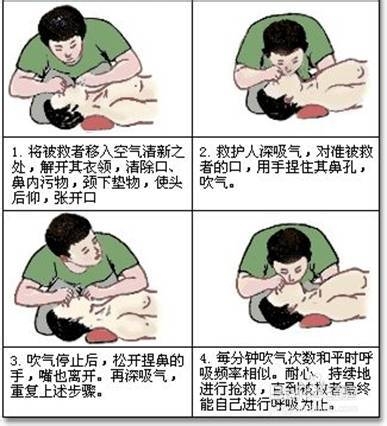 1. 将被救者移入空气清新之
处，解开其衣领，清除口、
鼻内污物，颈下垫物，使头
后仰，张开口
2. 救护人深吸气，对准被救
者的口，用手捏住其鼻孔，
吹气。
3. 吹气停止后，松开捏鼻的
手，嘴也离开。再深吸气，
重复上述步骤。
4. 每分钟吹气次数和平时呼
吸频率相似。耐心、持续地
进行抢救，直到被救者最终
能自己进行呼吸为止。